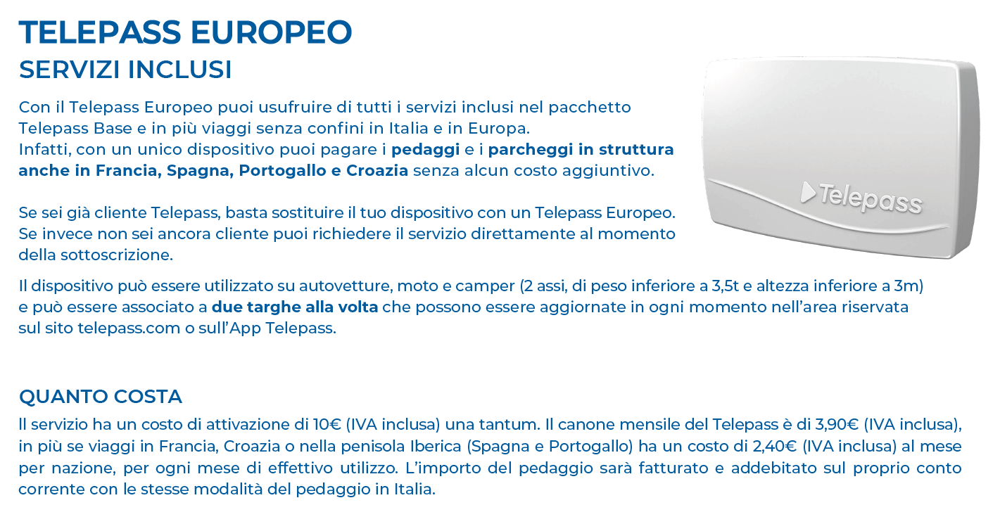 TELEPASS EUROPEO
SERVIZI INCLUSI
Con il Telepass Europeo puoi usufruire di tutti i servizi inclusi nel pacchetto
Telepass Base e in più viaggi senza confini in Italia e in Europa.
Infatti, con un unico dispositivo puoi pagare i pedaggi e i parcheggi in struttura
anche in Francia, Spagna, Portogallo e Croazia senza alcun costo aggiuntivo.
Telepass
Se sei già cliente Telepass, basta sostituire il tuo dispositivo con un Telepass Europeo.
Se invece non sei ancora cliente puoi richiedere il servizio direttamente al momento
della sottoscrizione.
Il dispositivo può essere utilizzato su autovetture, moto e camper (2 assi, di peso inferiore a 3,5t e altezza inferiore a 3m)
e può essere associato a due targhe alla volta che possono essere aggiornate in ogni momento nell'area riservata
sul sito telepass.com o sull'App Telepass.
QUANTO COSTA
Il servizio ha un costo di attivazione di 10€ (IVA inclusa) una tantum. Il canone mensile del Telepass è di 3,90€ (IVA inclusa),
in più se viaggi in Francia, Croazia o nella penisola Iberica (Spagna e Portogallo) ha un costo di 2,40€ (IVA inclusa) al mese
per nazione, per ogni mese di effettivo utilizzo. L'importo del pedaggio sarà fatturato e addebitato sul proprio conto
corrente con le stesse modalità del pedaggio in Italia.